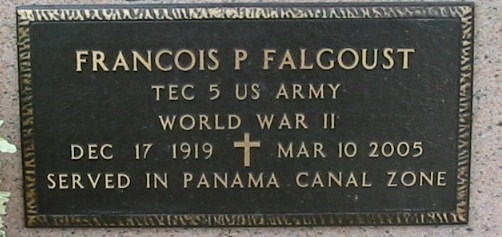 FRANCOIS P FALGOUST
TEC 5 US ARMY
WORLD WAR II
DEC 17 1919 MAR 10 2005
SERVED IN PANAMA CANAL ZONE